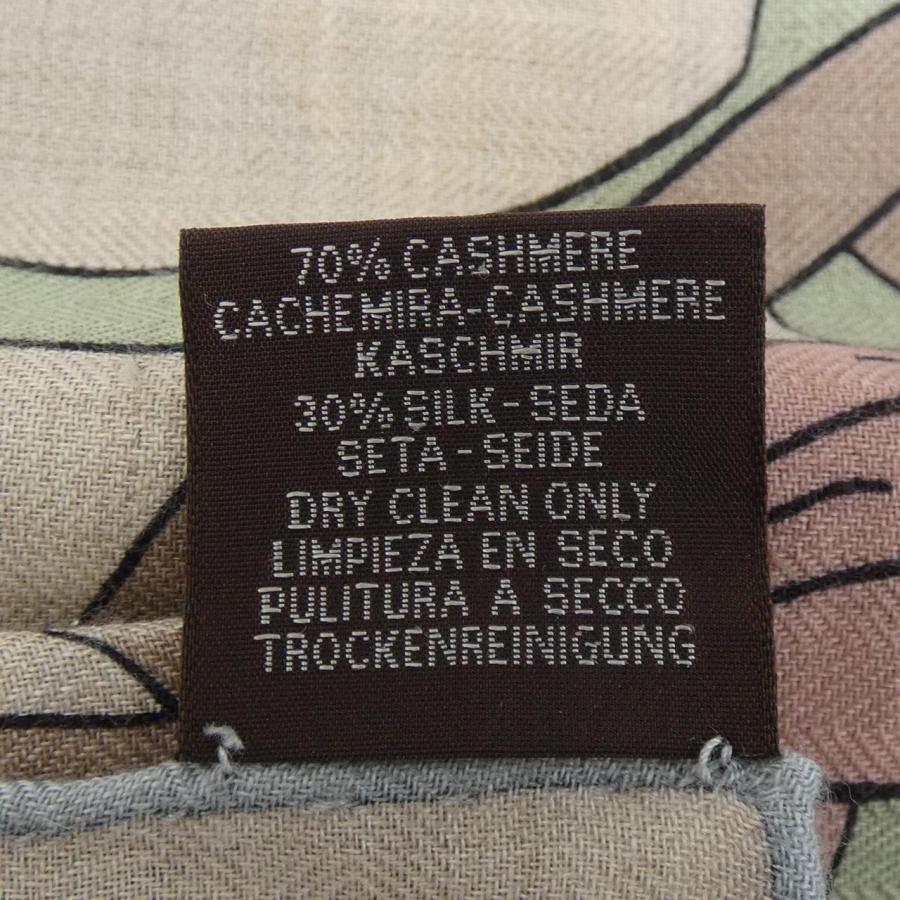 70% CASHMERE
CACHEMIRA-CASHMERE
KASCHMIR
30% SILK-SEDA
SETA-SEIDE
DRY CLEAN ONLY
LIMPIEZA EN SECO
PULITURA A SECCO
TROCKENREINIGUNG